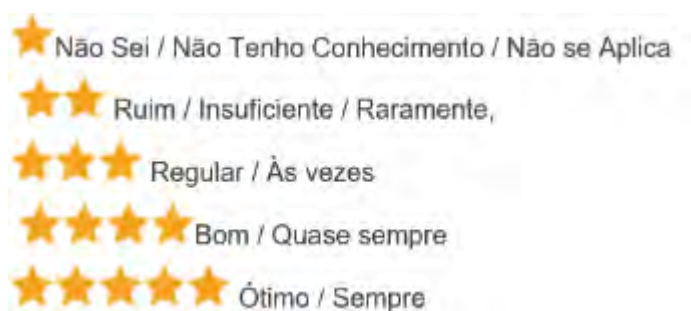 Não Sei / Não Tenho Conhecimento / Não se Aplica
Ruim / Insuficiente / Raramente,
Regular / Às vezes
Bom / Quase sempre
Ótimo / Sempre